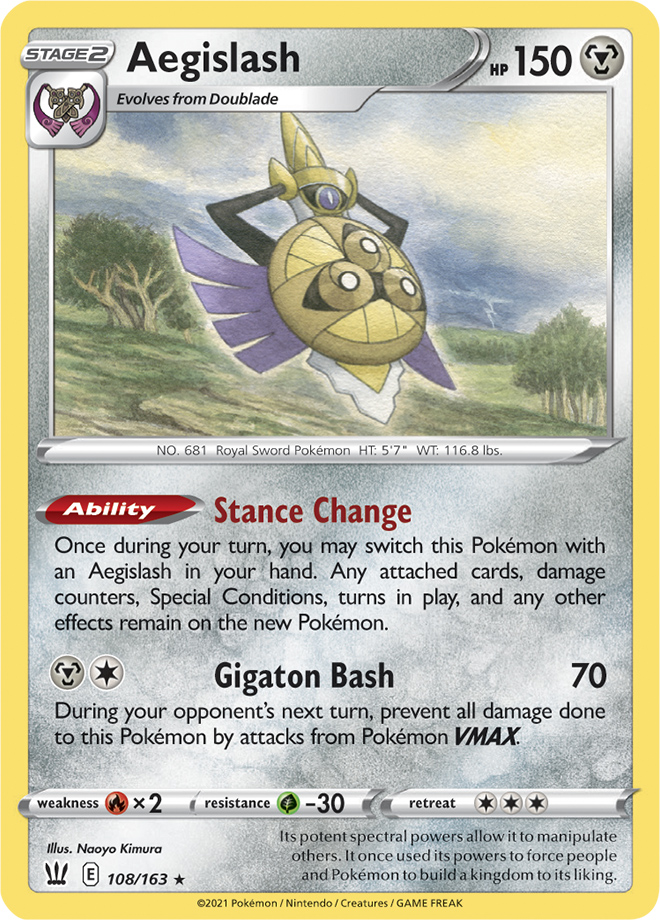 STAGE2
Aegislash
HP 150
Evolves from Doublade
NO. 681 Royal Sword Pokémon HT: 5'7" WT: 116.8 lbs.
Ability Stance Change
Once during your turn, you may switch this Pokémon with
an Aegislash in your hand. Any attached cards, damage
counters, Special Conditions, turns in play, and any other
effects remain on the new Pokémon.
Gigaton Bash 70
During your opponent's next turn, prevent all damage done
to this Pokémon by attacks from Pokémon VMAX.
weakness ×2 resistance -30 retreat
Illus. Naoyo Kimura
E 108/163 ★
Its potent spectral powers allow it to manipulate
others. It once used its powers to force people
and Pokémon to build a kingdom to its liking.
©2021 Pokémon / Nintendo / Creatures / GAME FREAK